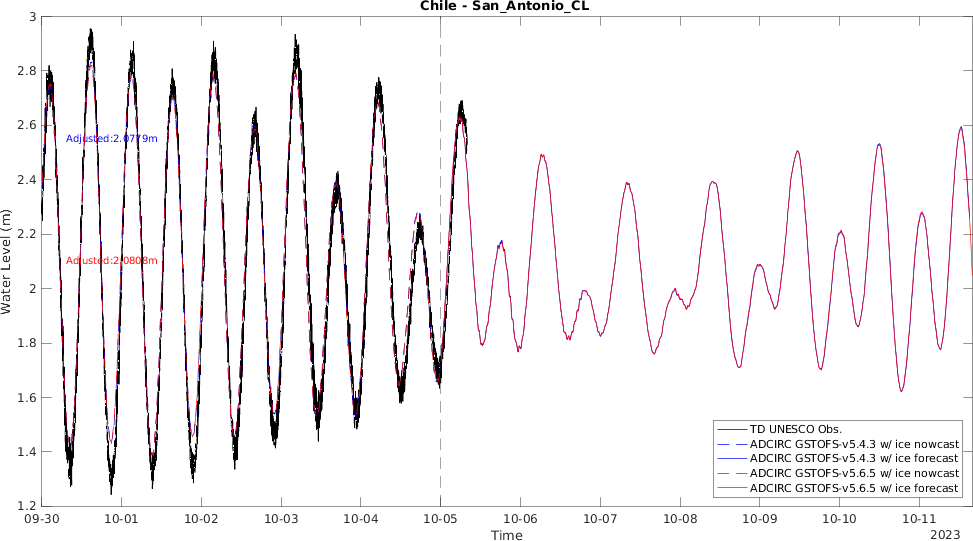 Chile - San_Antonio_CL
3
2.8
2.6
2.4
2.2
2
1.8
1.6
1.4
1.2
Water Level (m)
Adjusted:2.0779m
Adjusted:2.0808m
TD UNESCO Obs.
ADCIRC GSTOFS-v5.4.3 w/ ice nowcast
ADCIRC GSTOFS-v5.4.3 w/ ice forecast
ADCIRC GSTOFS-v5.6.5 w/ ice nowcast
ADCIRC GSTOFS-v5.6.5 w/ ice forecast
09-30 10-01 10-02 10-03 10-04 10-05 10-06 10-07 10-08 10-09 10-10 10-11
Time
2023